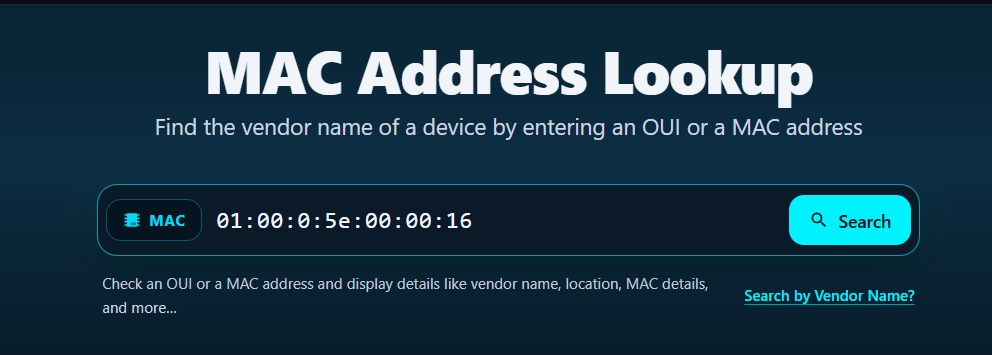 MAC Address Lookup
Find the vendor name of a device by entering an OUI or a MAC address
MAC 01:00:0:5e:00:00:16 Search
Check an OUI or a MAC address and display details like vendor name, location, MAC details,
and more...
Search by Vendor Name?